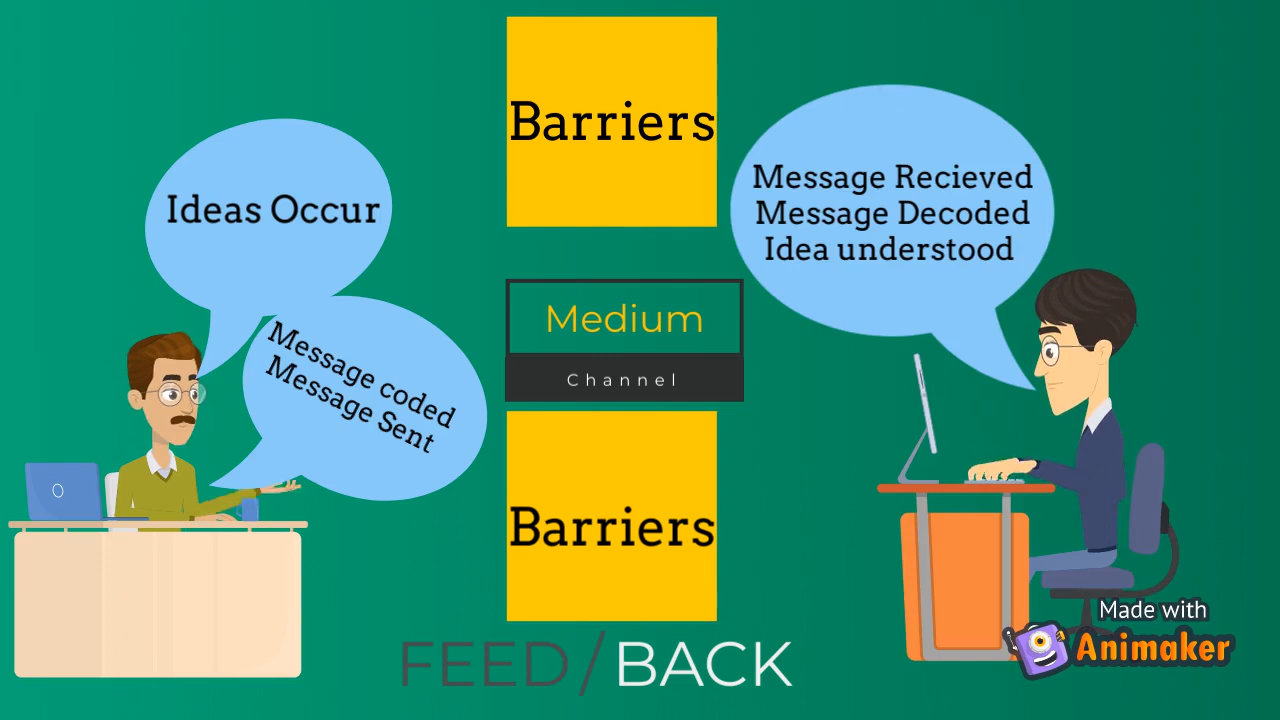 Barriers
Ideas Occur
Message coded
Message Sent
Medium
Channel
Message Recieved
Message Decoded
Idea understood
Barriers
FEED/BACK
Made with
Animaker